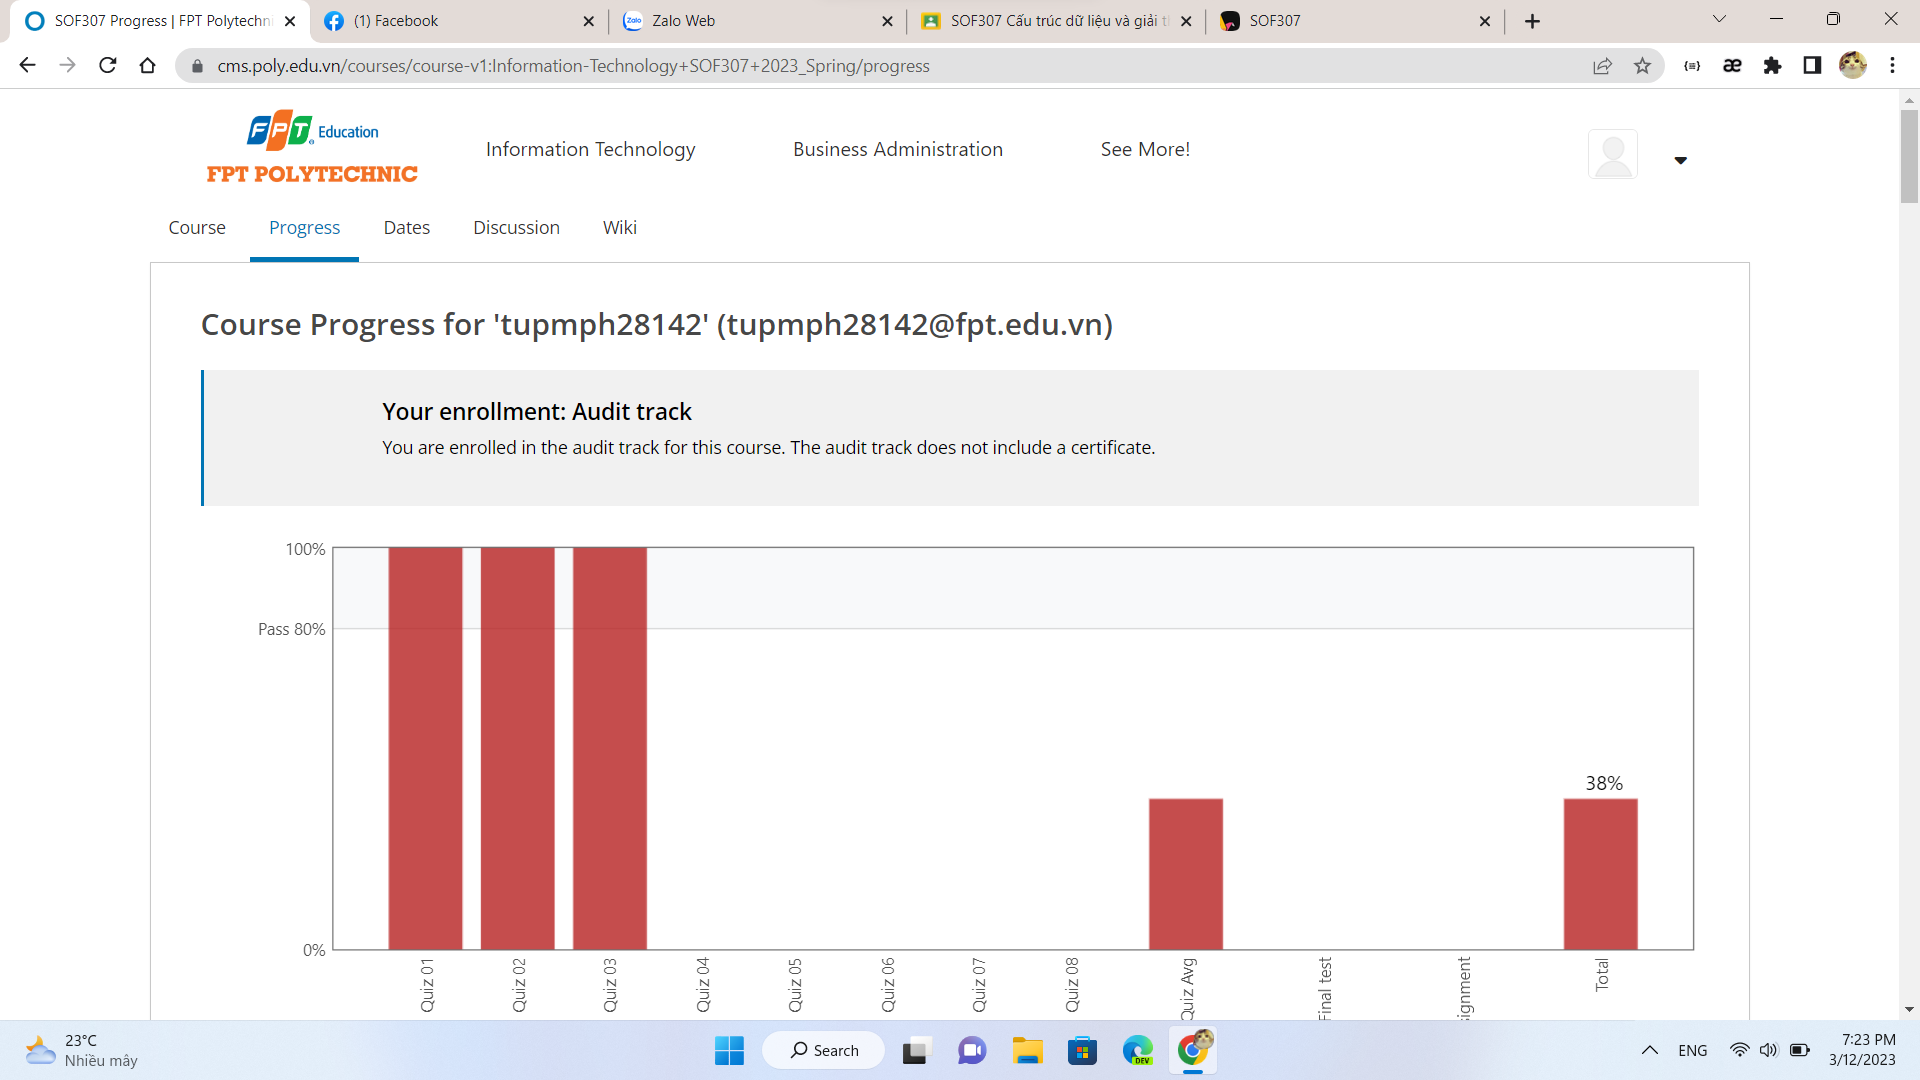 SOF307 Progress | FPT Polytechni
(1) Facebook
Zalo Web
SOF307 Cấu trúc dữ liệu và giải t
SOF307
cms.poly.edu.vn/courses/course-v1:Information-Technology+SOF307+2023_Spring/progress
FPT Education
FPT POLYTECHNIC
Information Technology
Business Administration
See More!
Course
Progress
Dates
Discussion
Wiki
Course Progress for 'tupmph28142' (tupmph28142@fpt.edu.vn)
Your enrollment: Audit track
You are enrolled in the audit track for this course. The audit track does not include a certificate.
100%
Pass 80%
0%
38%
Quiz 01
Quiz 02
Quiz 03
Quiz 04
Quiz 05
Quiz 06
Quiz 07
Quiz 08
Quiz Avg
Final test
signment
Total
23°C
Nhiều mây
Search
DEV
ENG
7:23 PM
3/12/2023